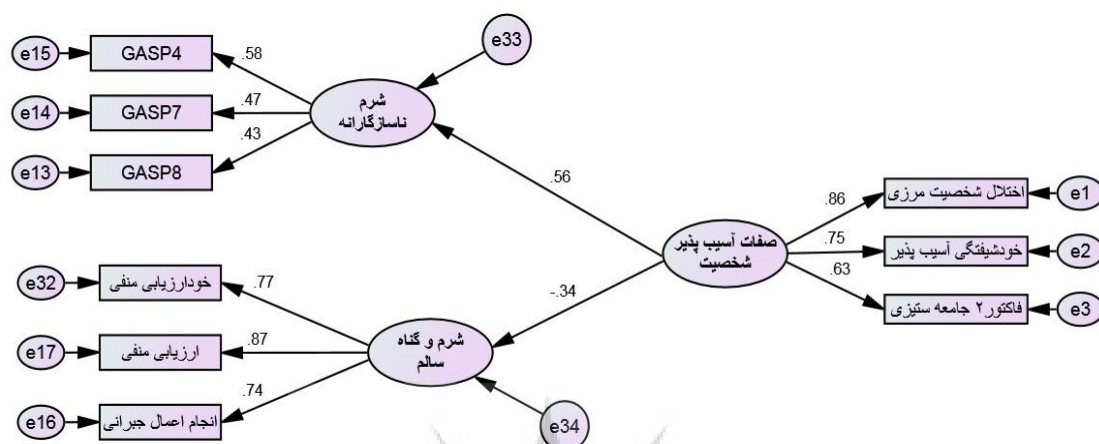 e33
e15
GASP4
.58
e14
GASP7
.47
شرم
ناسازگارانه
e13
GASP8
.43
.56
.86
اختلال شخصیت مرزی
e1
صفات آسیب پذیر
شخصیت
.75
خودشیفتگی آسیب پذیر
e2
.63
فاکتور۲ جامعه ستیزی
e3
-.34
e32
خودارزیابی منفی
.77
e17
ارزیابی منفی
.87
شرم و گناه
سالم
e16
انجام اعمال جبرانی
.74
e34